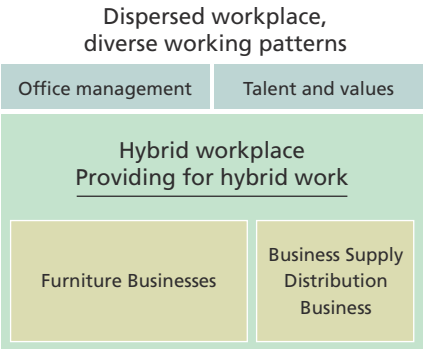 Dispersed workplace,
diverse working patterns
Office management
Talent and values
Hybrid workplace
Providing for hybrid work
Furniture Businesses
Business Supply
Distribution
Business